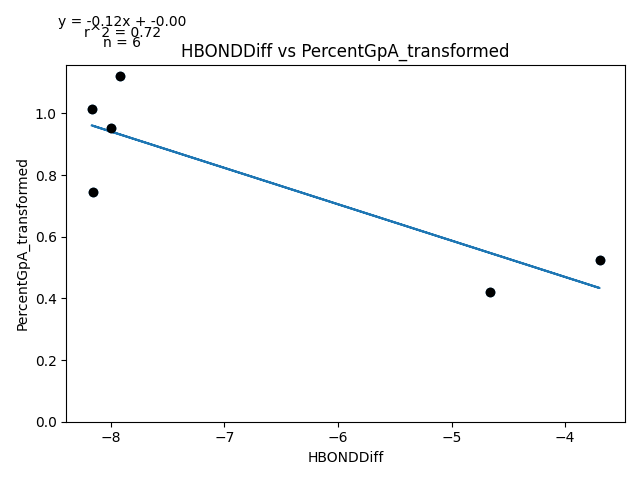 y = -0.12x + -0.00
r^2 = 0.72
n = 6
HBONDDiff vs PercentGpA_transformed
PercentGpA_transformed
1.0
0.8
0.6
0.4
0.2
0.0
−8
−7
−6
−5
−4
HBONDDiff